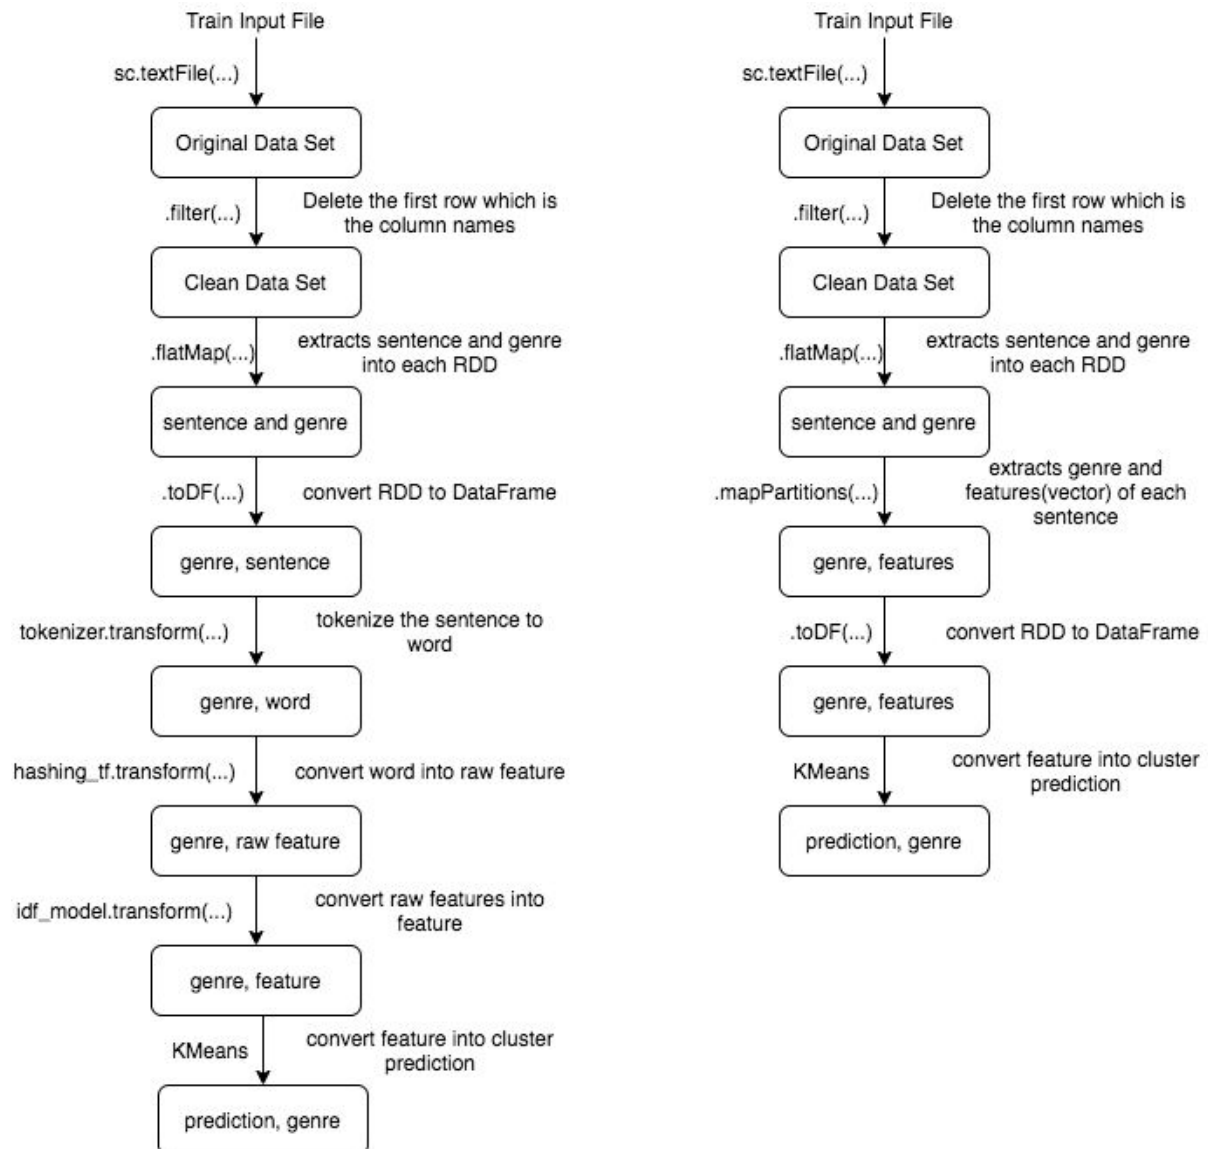 Train Input File
sc.textFile(...)
Original Data Set
.filter(...)
Delete the first row which is
the column names
Clean Data Set
.flatMap(...)
extracts sentence and genre
into each RDD
sentence and genre
.toDF(...)
convert RDD to DataFrame
genre, sentence
tokenizer.transform(...)
tokenize the sentence to
word
genre, word
hashing_tf.transform(...)
convert word into raw feature
genre, raw feature
idf_model.transform(...)
convert raw features into
feature
genre, feature
KMeans
convert feature into cluster
prediction
prediction, genre
Train Input File
sc.textFile(...)
Original Data Set
.filter(...)
Delete the first row which is
the column names
Clean Data Set
.flatMap(...)
extracts sentence and genre
into each RDD
sentence and genre
.mapPartitions(...)
extracts genre and
features(vector) of each
sentence
genre, features
.toDF(...)
convert RDD to DataFrame
genre, features
KMeans
convert feature into cluster
prediction
prediction, genre